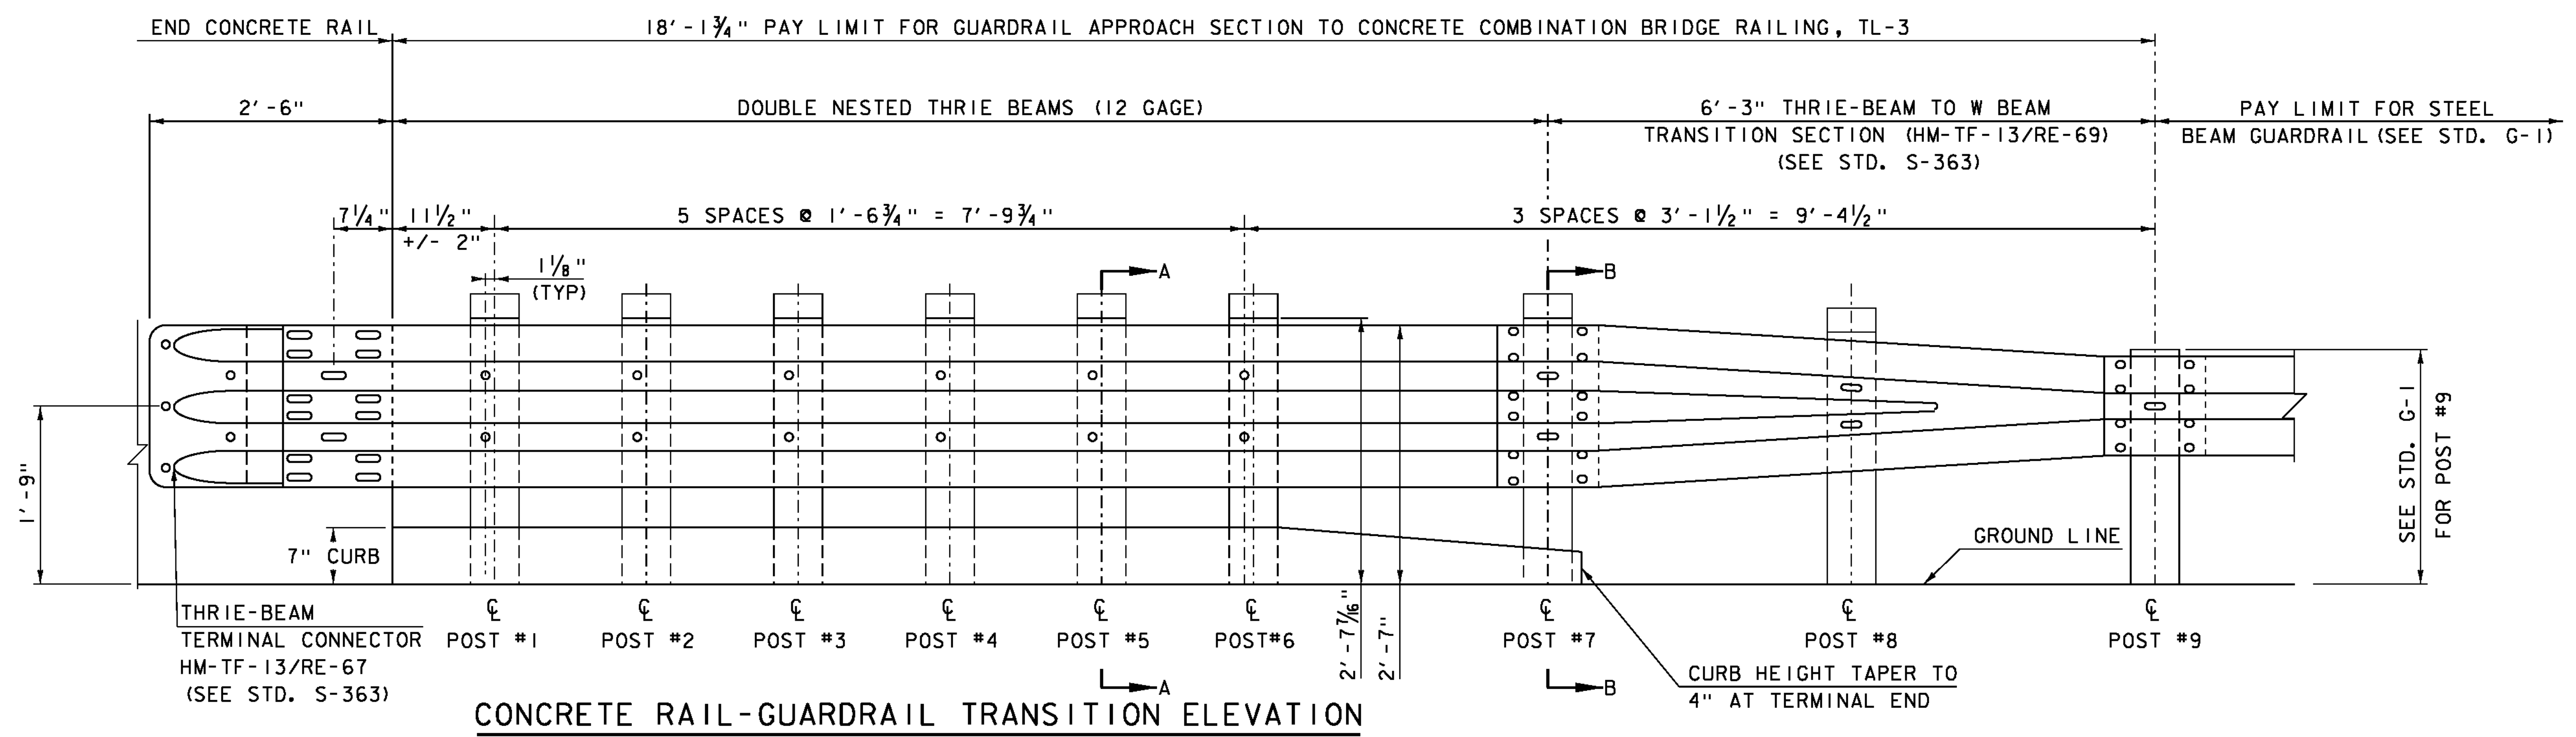 END CONCRETE RAIL
18'-1¾" PAY LIMIT FOR GUARDRAIL APPROACH SECTION TO CONCRETE COMBINATION BRIDGE RAILING, TL-3
2'-6"
DOUBLE NESTED THRIE BEAMS (12 GAGE)
6'-3" THRIE-BEAM TO W BEAM
TRANSITION SECTION (HM-TF-13/RE-69)
(SEE STD. S-363)
PAY LIMIT FOR STEEL
BEAM GUARDRAIL (SEE STD. G-1)
7¼"
11½"
+/- 2"
5 SPACES @ 1'-6¾" = 7'-9¾"
3 SPACES @ 3'-1½" = 9'-4½"
1⅛"
(TYP)
A
B
1'-9"
7" CURB
2'-7 7/16"
2'-7"
GROUND LINE
SEE STD. G-1
FOR POST #9
THRIE-BEAM
TERMINAL CONNECTOR
HM-TF-13/RE-67
(SEE STD. S-363)
℄
POST #1
℄
POST #2
℄
POST #3
℄
POST #4
℄
POST #5
℄
POST#6
℄
POST #7
℄
POST #8
℄
POST #9
A
B
CURB HEIGHT TAPER TO
4" AT TERMINAL END
CONCRETE RAIL-GUARDRAIL TRANSITION ELEVATION